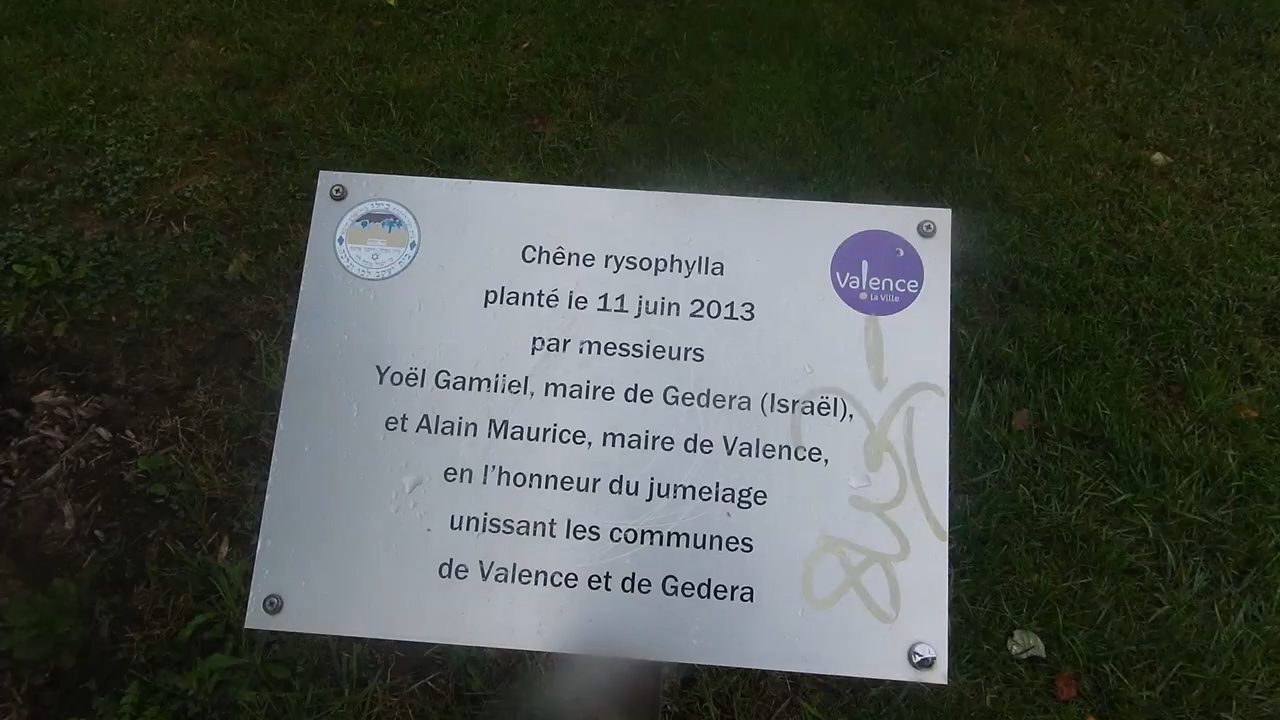 Chêne rysophylla
planté le 11 juin 2013
par messieurs
Yoël Gamiiel, maire de Gedera (Israël),
et Alain Maurice, maire de Valence,
en l'honneur du jumelage
unissant les communes
de Valence et de Gedera
Valence
La Ville